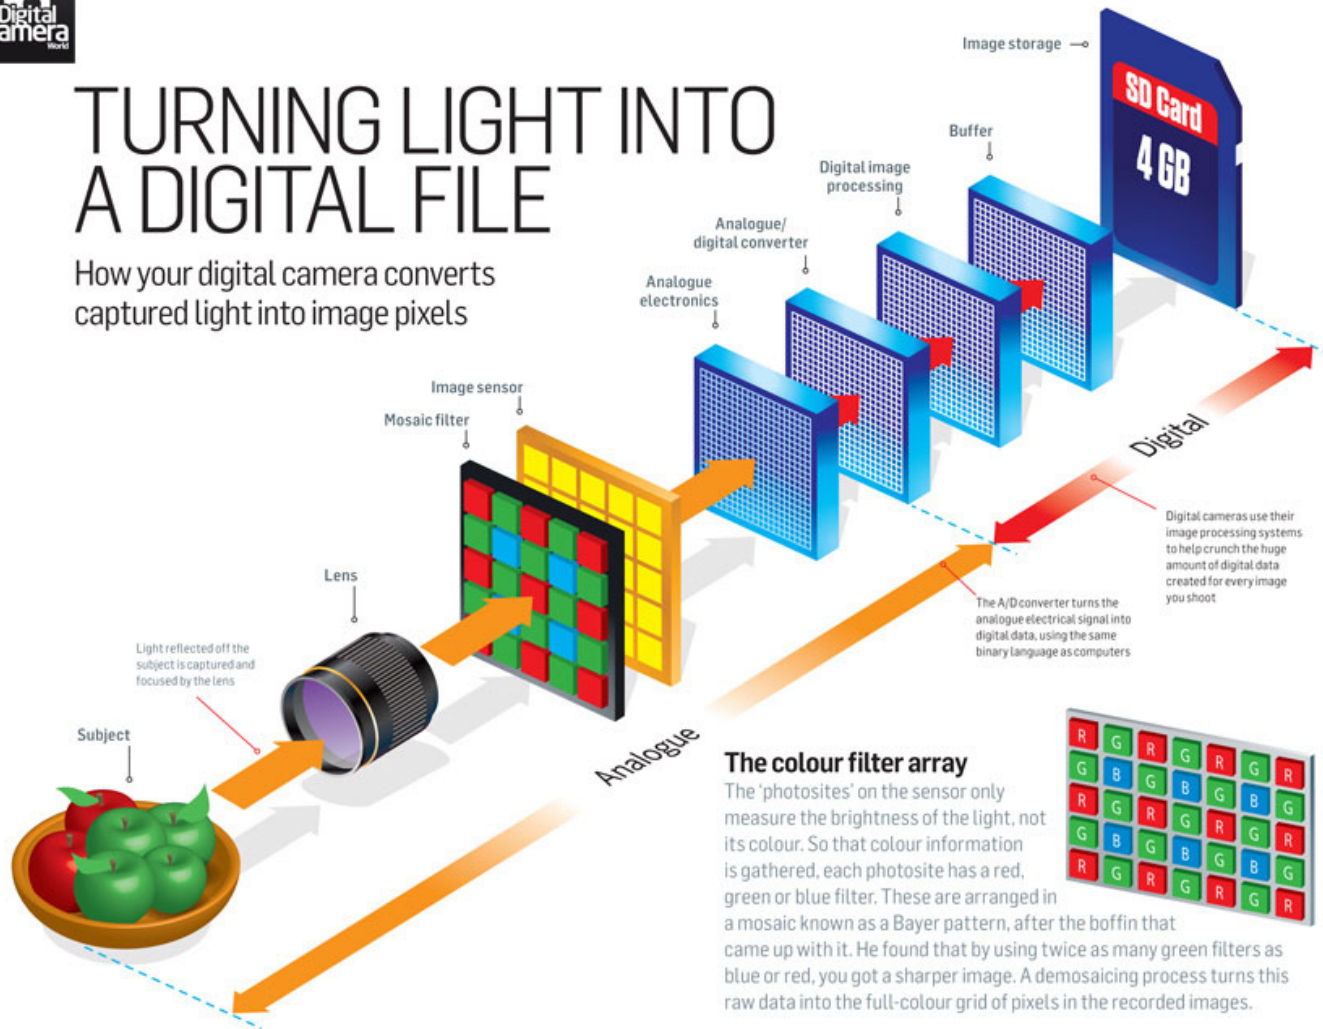 Digital
camera
World
TURNING LIGHT INTO
A DIGITAL FILE
How your digital camera converts
captured light into image pixels
Image storage
SD Card
4 GB
Buffer
Digital image
processing
Analogue/
digital converter
Analogue
electronics
Image sensor
Mosaic filter
Lens
Light reflected off the
subject is captured and
focused by the lens
Subject
Analogue
Digital
Digital cameras use their
image processing systems
to help crunch the huge
amount of digital data
created for every image
you shoot
The A/D converter turns the
analogue electrical signal into
digital data, using the same
binary language as computers
The colour filter array
The 'photosites' on the sensor only
measure the brightness of the light, not
its colour. So that colour information
is gathered, each photosite has a red,
green or blue filter. These are arranged in
a mosaic known as a Bayer pattern, after the boffin that
came up with it. He found that by using twice as many green filters as
blue or red, you got a sharper image. A demosaicing process turns this
raw data into the full-colour grid of pixels in the recorded images.
R G R G R G R
G B G B G B G
R G R G R G R
G B G B G B G
R G R G R G R